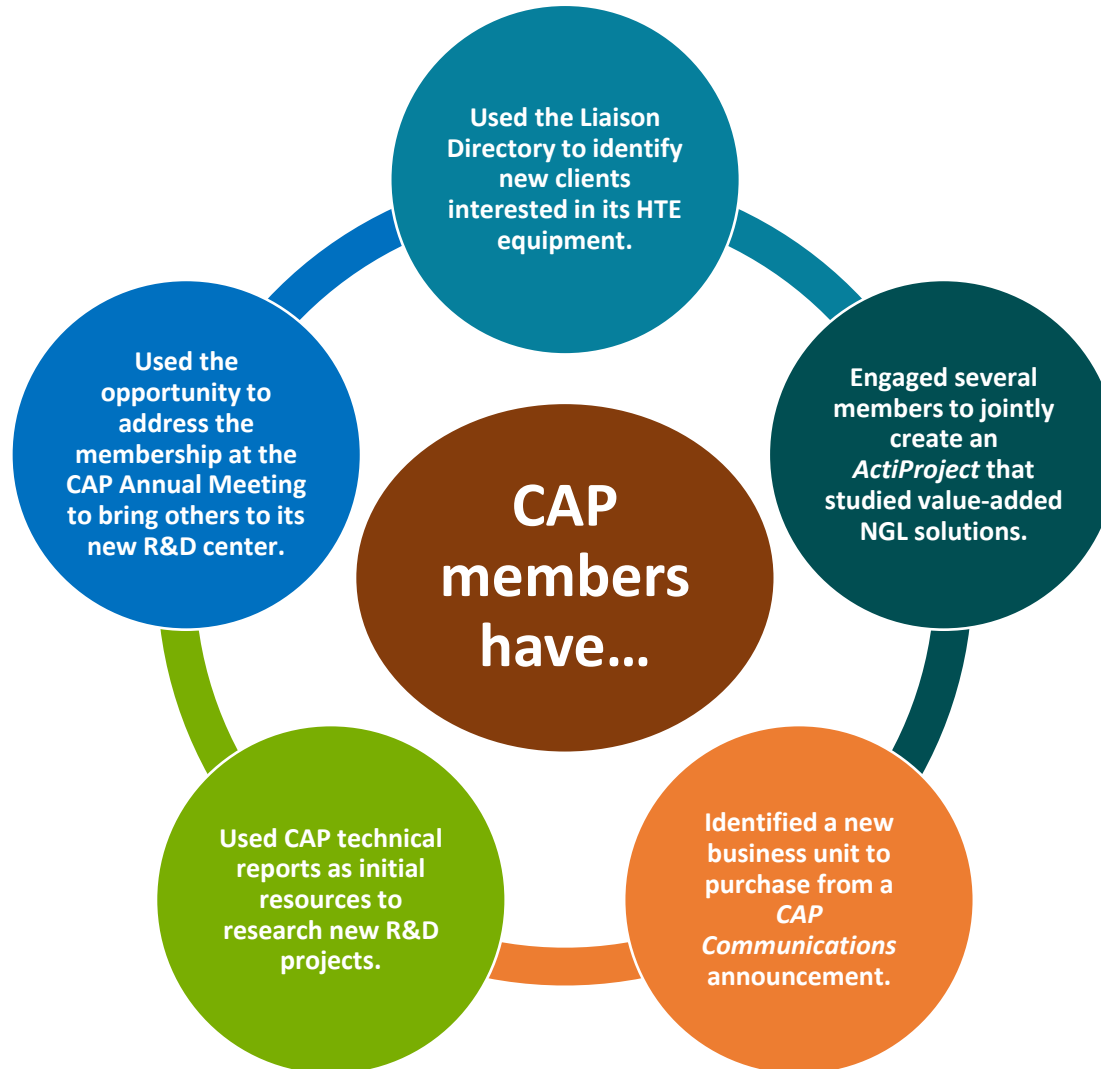 Used the Liaison
Directory to identify
new clients
interested in its HTE
equipment.
Engaged several
members to jointly
create an
ActiProject that
studied value-added
NGL solutions.
Identified a new
business unit to
purchase from a
CAP
Communications
announcement.
Used CAP technical
reports as initial
resources to
research new R&D
projects.
Used the
opportunity to
address the
membership at the
CAP Annual Meeting
to bring others to its
new R&D center.
CAP
members
have…